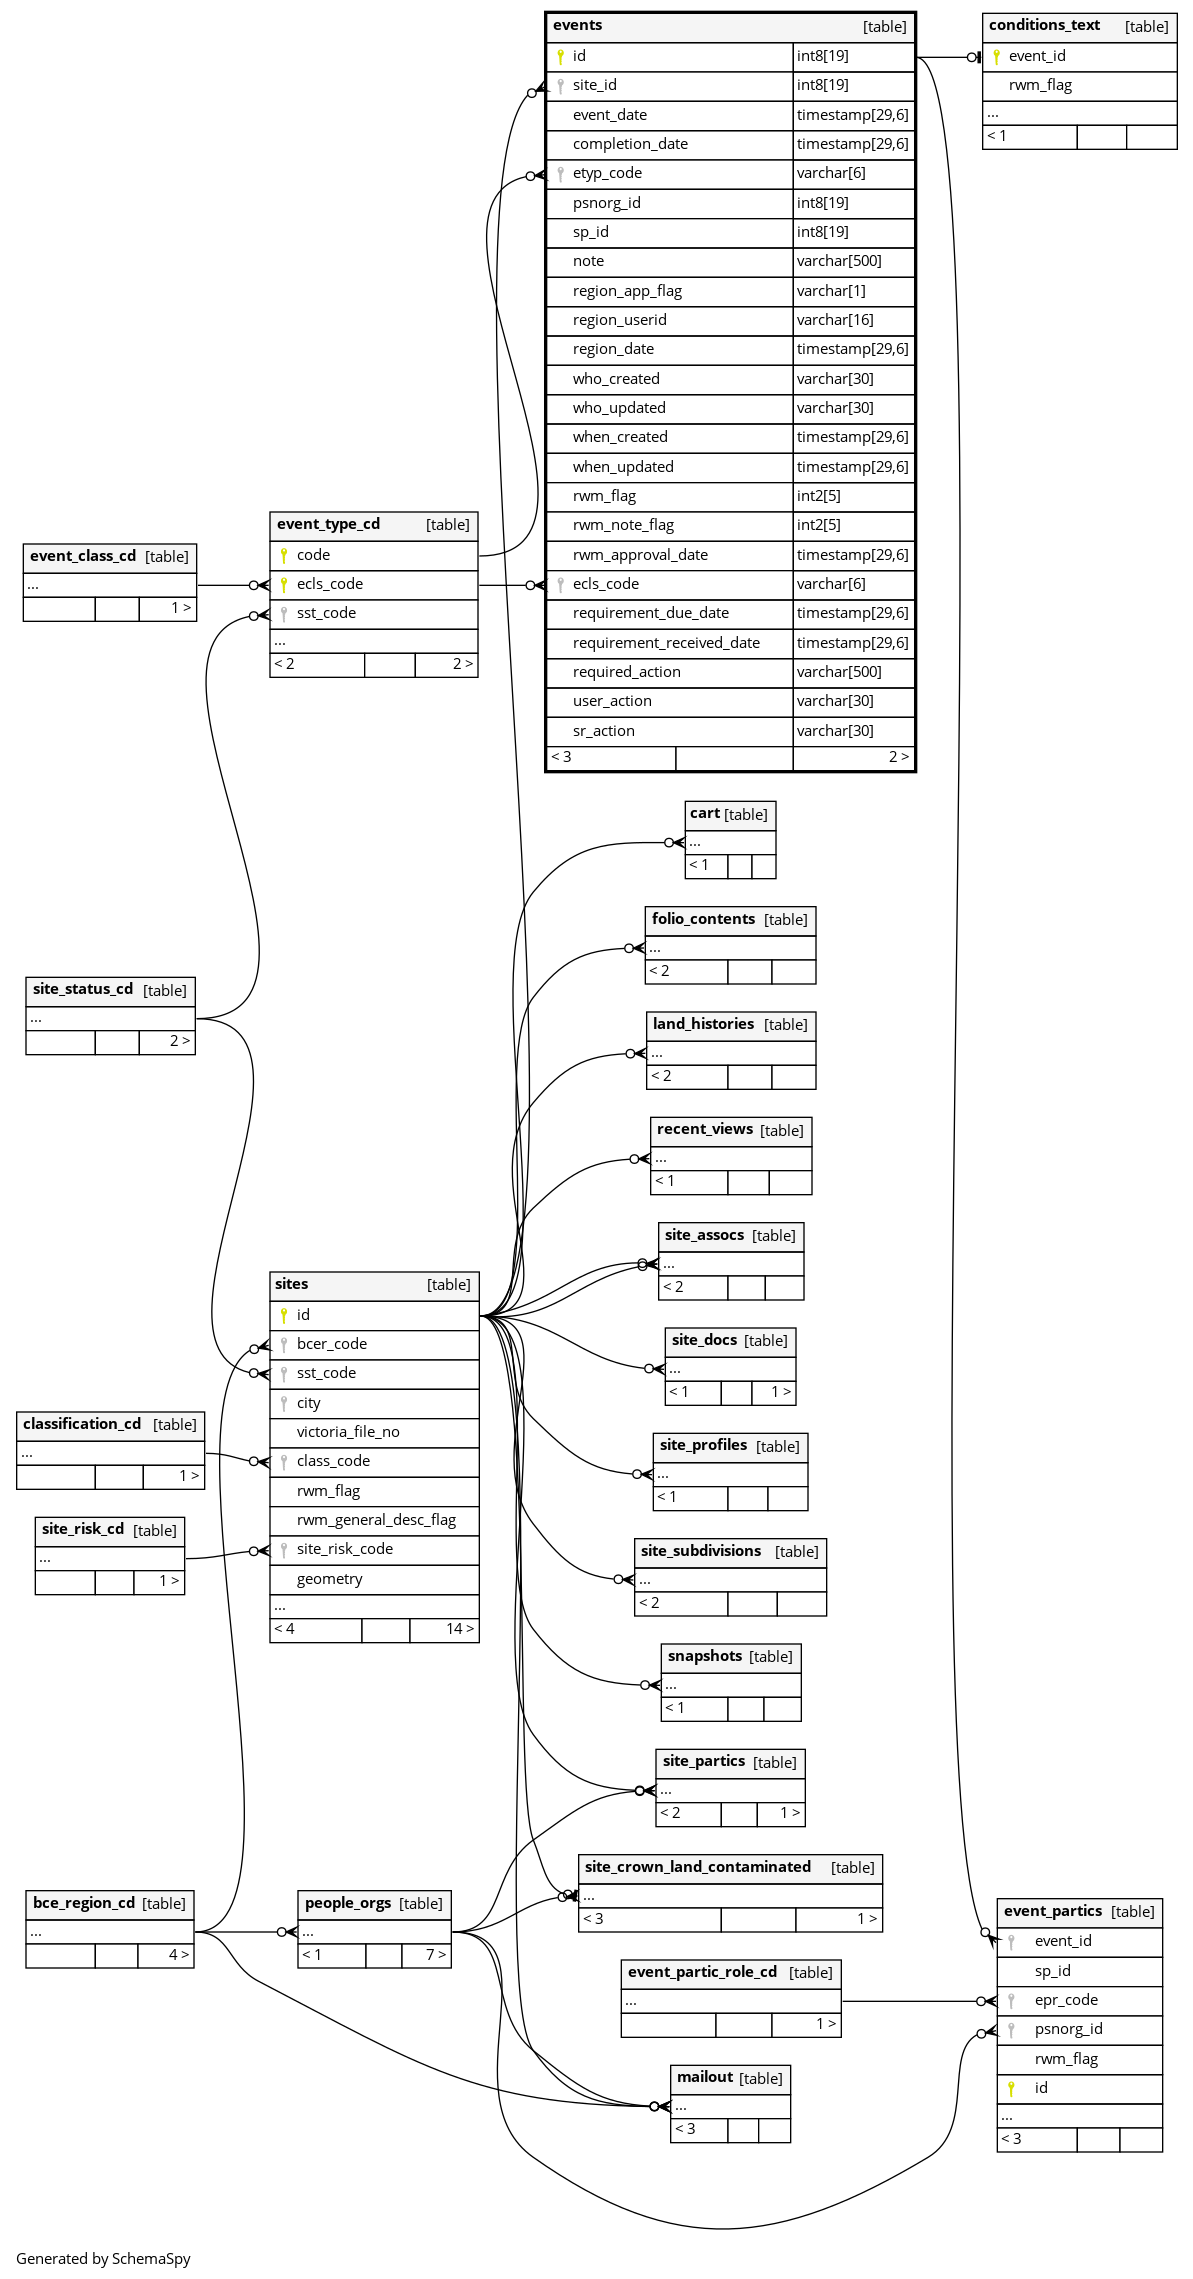 events [table]
id int8[19]
site_id int8[19]
event_date timestamp[29,6]
completion_date timestamp[29,6]
etyp_code varchar[6]
psnorg_id int8[19]
sp_id int8[19]
note varchar[500]
region_app_flag varchar[1]
region_userid varchar[16]
region_date timestamp[29,6]
who_created varchar[30]
who_updated varchar[30]
when_created timestamp[29,6]
when_updated timestamp[29,6]
rwm_flag int2[5]
rwm_note_flag int2[5]
rwm_approval_date timestamp[29,6]
ecls_code varchar[6]
requirement_due_date timestamp[29,6]
requirement_received_date timestamp[29,6]
required_action varchar[500]
user_action varchar[30]
sr_action varchar[30]
< 3 2 >
conditions_text [table]
event_id
rwm_flag
...
< 1
event_type_cd [table]
code
ecls_code
sst_code
...
< 2 2 >
event_class_cd [table]
...
1 >
cart [table]
...
< 1
folio_contents [table]
...
< 2
site_status_cd [table]
...
2 >
land_histories [table]
...
< 2
recent_views [table]
...
< 1
site_assocs [table]
...
< 2
sites [table]
id
bcer_code
sst_code
city
victoria_file_no
class_code
rwm_flag
rwm_general_desc_flag
site_risk_code
geometry
...
< 4 14 >
site_docs [table]
...
< 1 1 >
classification_cd [table]
...
1 >
site_profiles [table]
...
< 1
site_risk_cd [table]
...
1 >
site_subdivisions [table]
...
< 2
snapshots [table]
...
< 1
site_partics [table]
...
< 2 1 >
site_crown_land_contaminated [table]
...
< 3 1 >
bce_region_cd [table]
...
4 >
people_orgs [table]
...
< 1 7 >
event_partics [table]
event_id
sp_id
epr_code
psnorg_id
rwm_flag
id
...
< 3
event_partic_role_cd [table]
...
1 >
mailout [table]
...
< 3
Generated by SchemaSpy